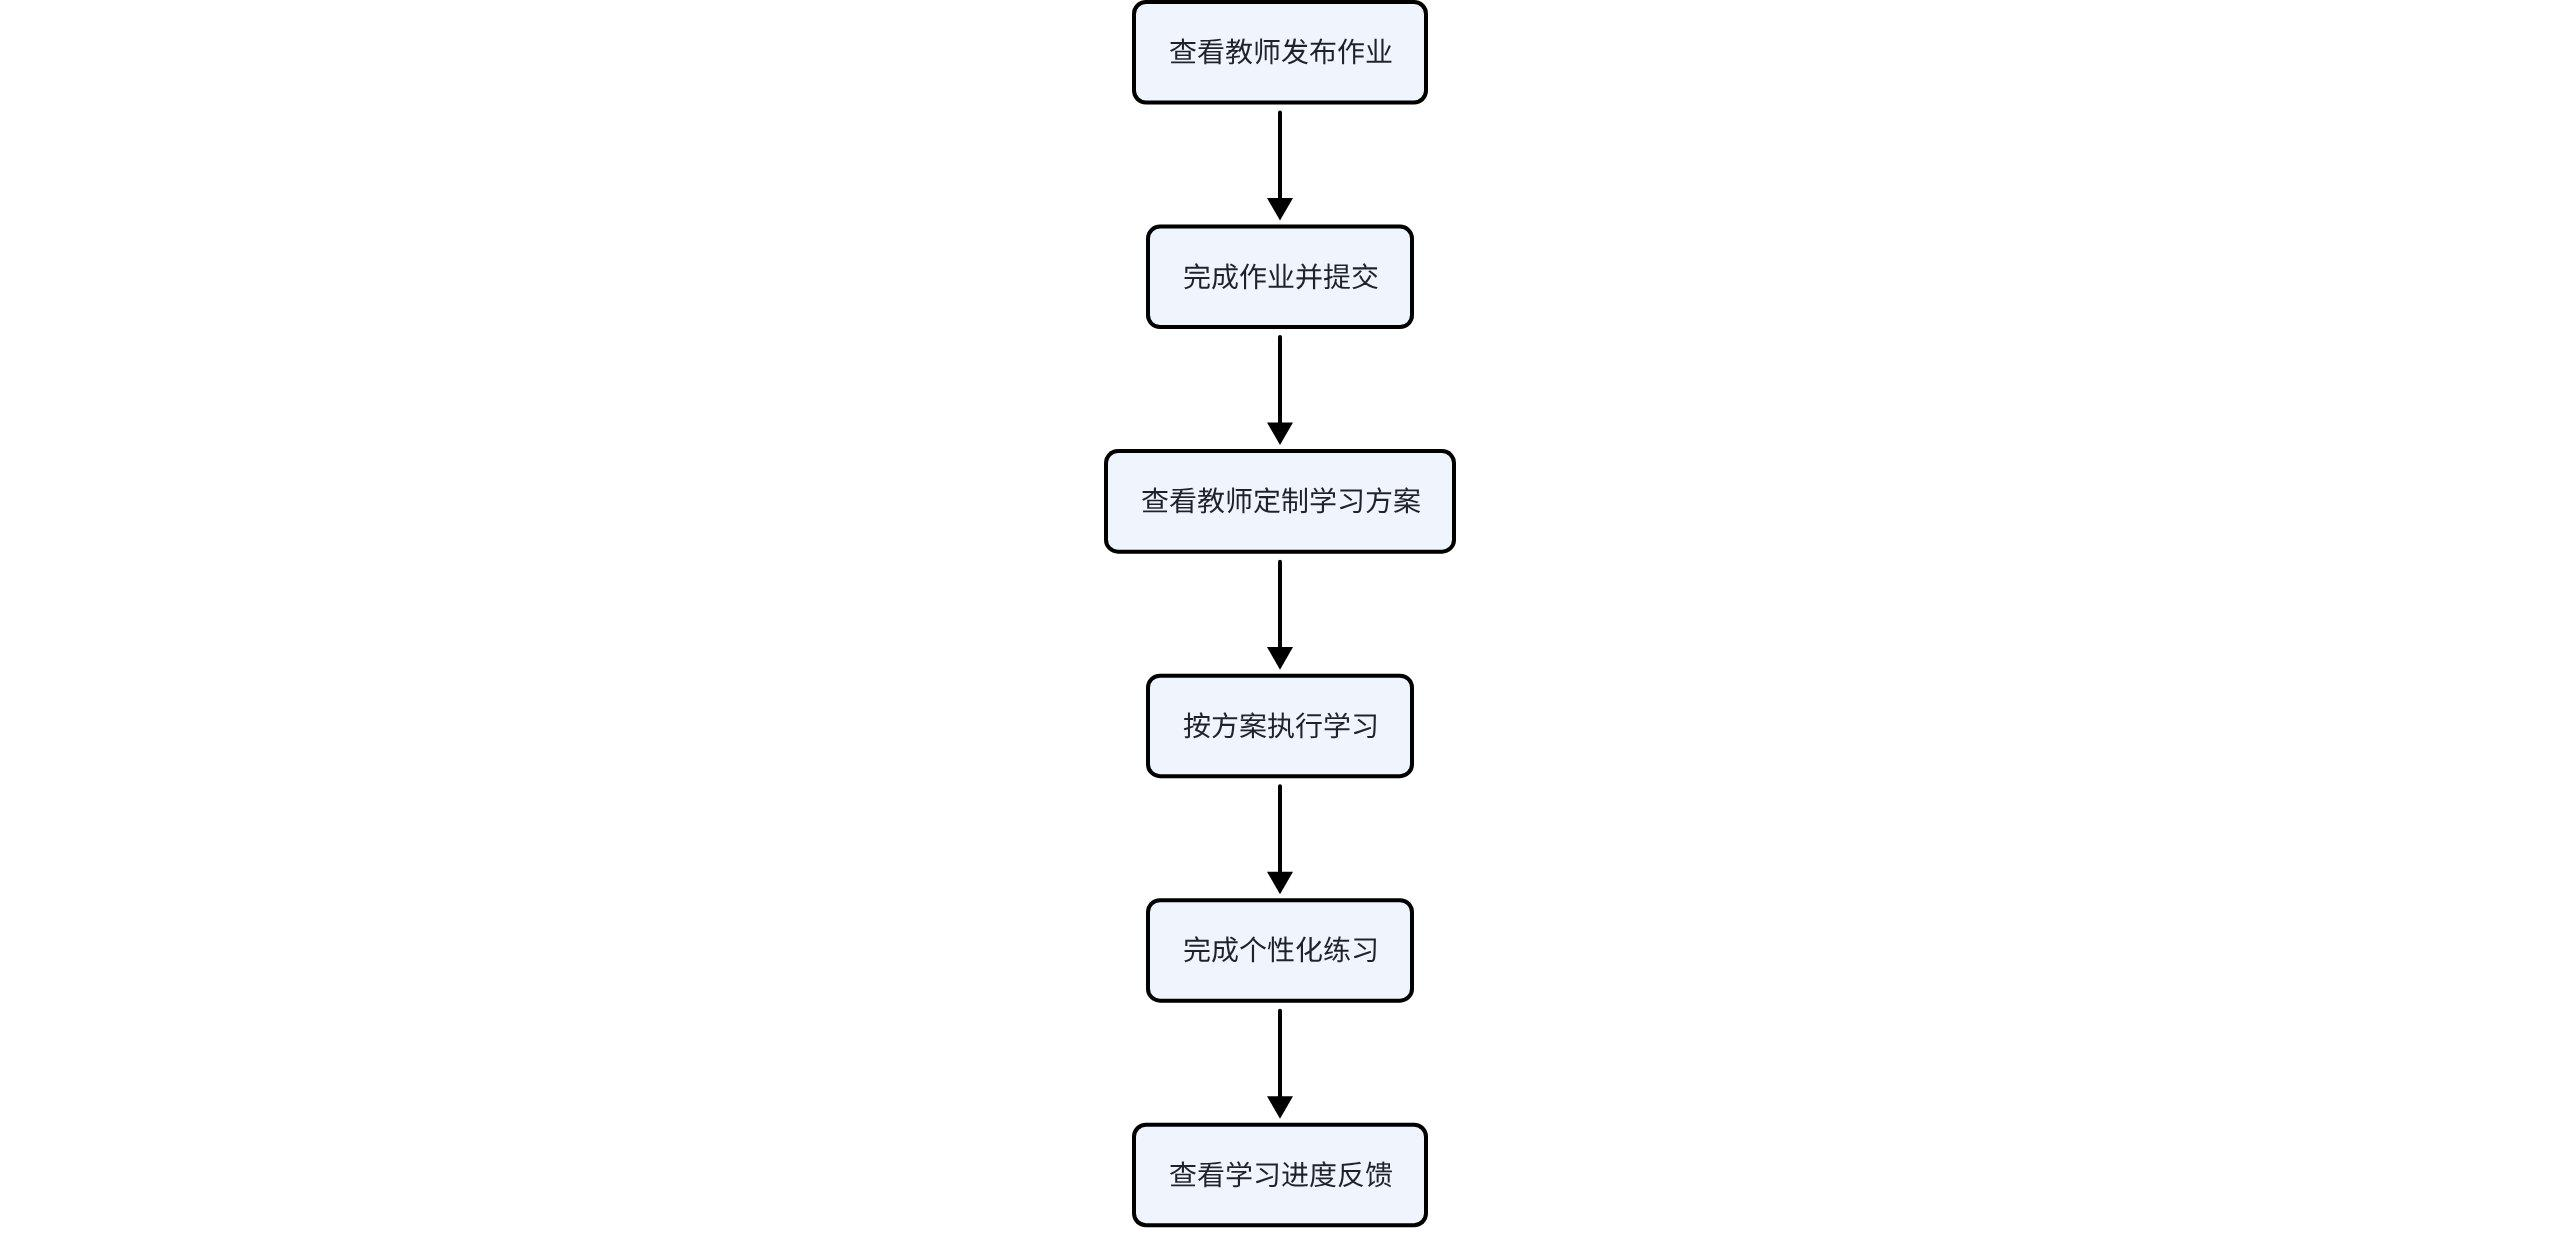 查看教师发布作业
完成作业并提交
查看教师定制学习方案
按方案执行学习
完成个性化练习
查看学习进度反馈